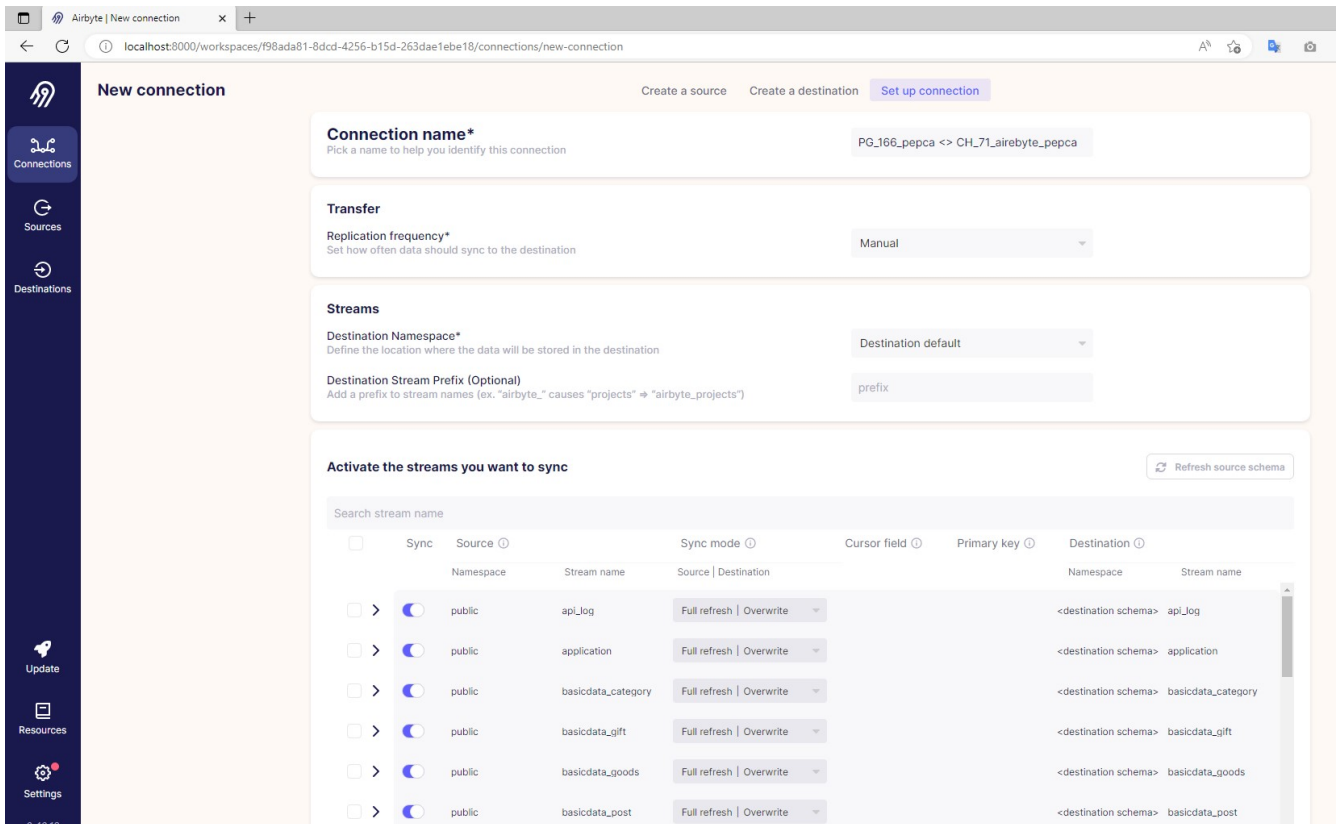 Airbyte | New connection
localhost:8000/workspaces/f98ada81-8dcd-4256-b15d-263dae1ebe18/connections/new-connection
New connection
Create a source Create a destination Set up connection
Connections
Sources
Destinations
Update
Resources
Settings
Connection name*
Pick a name to help you identify this connection
PG_166_pepca <> CH_71_airebyte_pepca
Transfer
Replication frequency*
Set how often data should sync to the destination
Manual
Streams
Destination Namespace*
Define the location where the data will be stored in the destination
Destination default
Destination Stream Prefix (Optional)
Add a prefix to stream names (ex. "airbyte_" causes "projects" => "airbyte_projects")
prefix
Activate the streams you want to sync
Refresh source schema
Search stream name
Sync Source Sync mode Cursor field Primary key Destination
Namespace Stream name Source | Destination Namespace Stream name
public api_log Full refresh | Overwrite <destination schema> api_log
public application Full refresh | Overwrite <destination schema> application
public basicdata_category Full refresh | Overwrite <destination schema> basicdata_category
public basicdata_gift Full refresh | Overwrite <destination schema> basicdata_gift
public basicdata_goods Full refresh | Overwrite <destination schema> basicdata_goods
public basicdata_post Full refresh | Overwrite <destination schema> basicdata_post